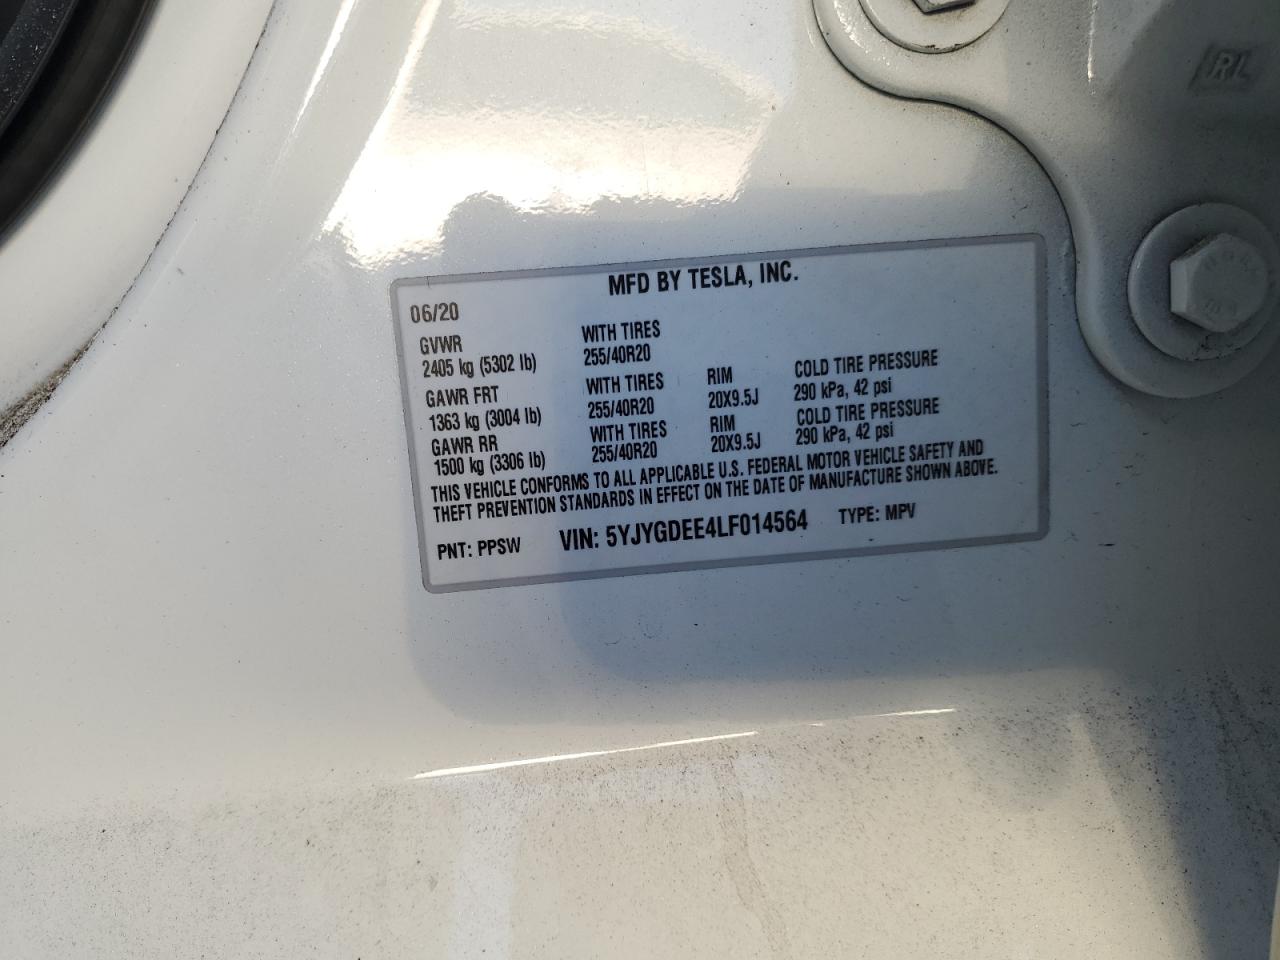 MFD BY TESLA, INC.
06/20
GVWR WITH TIRES
2405 kg (5302 lb) 255/40R20
GAWR FRT WITH TIRES RIM COLD TIRE PRESSURE
1363 kg (3004 lb) 255/40R20 20X9.5J 290 kPa, 42 psi
GAWR RR WITH TIRES RIM COLD TIRE PRESSURE
1500 kg (3306 lb) 255/40R20 20X9.5J 290 kPa, 42 psi
THIS VEHICLE CONFORMS TO ALL APPLICABLE U.S. FEDERAL MOTOR VEHICLE SAFETY AND
THEFT PREVENTION STANDARDS IN EFFECT ON THE DATE OF MANUFACTURE SHOWN ABOVE.
PNT: PPSW VIN: 5YJYGDEE4LF014564 TYPE: MPV
RL